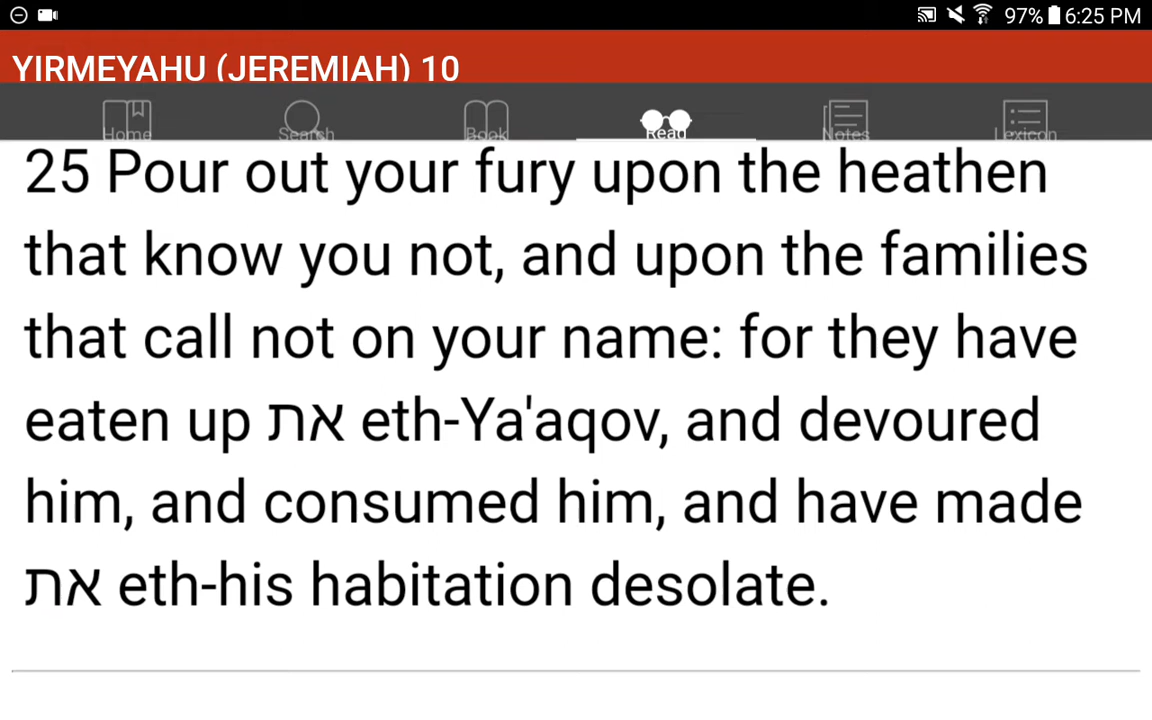 97% 6:25 PM
YIRMEYAHU (JEREMIAH) 10
Home Search Book Read Notes Lexicon
25 Pour out your fury upon the heathen
that know you not, and upon the families
that call not on your name: for they have
eaten up את eth-Ya'aqov, and devoured
him, and consumed him, and have made
את eth-his habitation desolate.